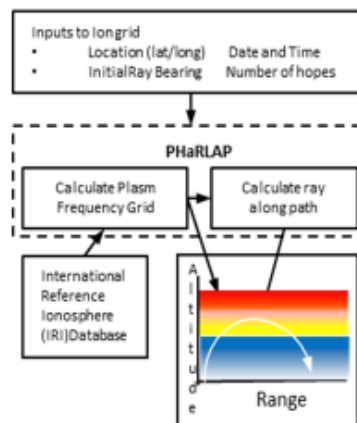 Inputs to Iongrid
• Location (lat/long) Date and Time
• InitialRay Bearing Number of hopes
PHaRLAP
Calculate Plasm
Frequency Grid
Calculate ray
along path
International
Reference
Ionosphere
(IRI)Database
Altitude
Range